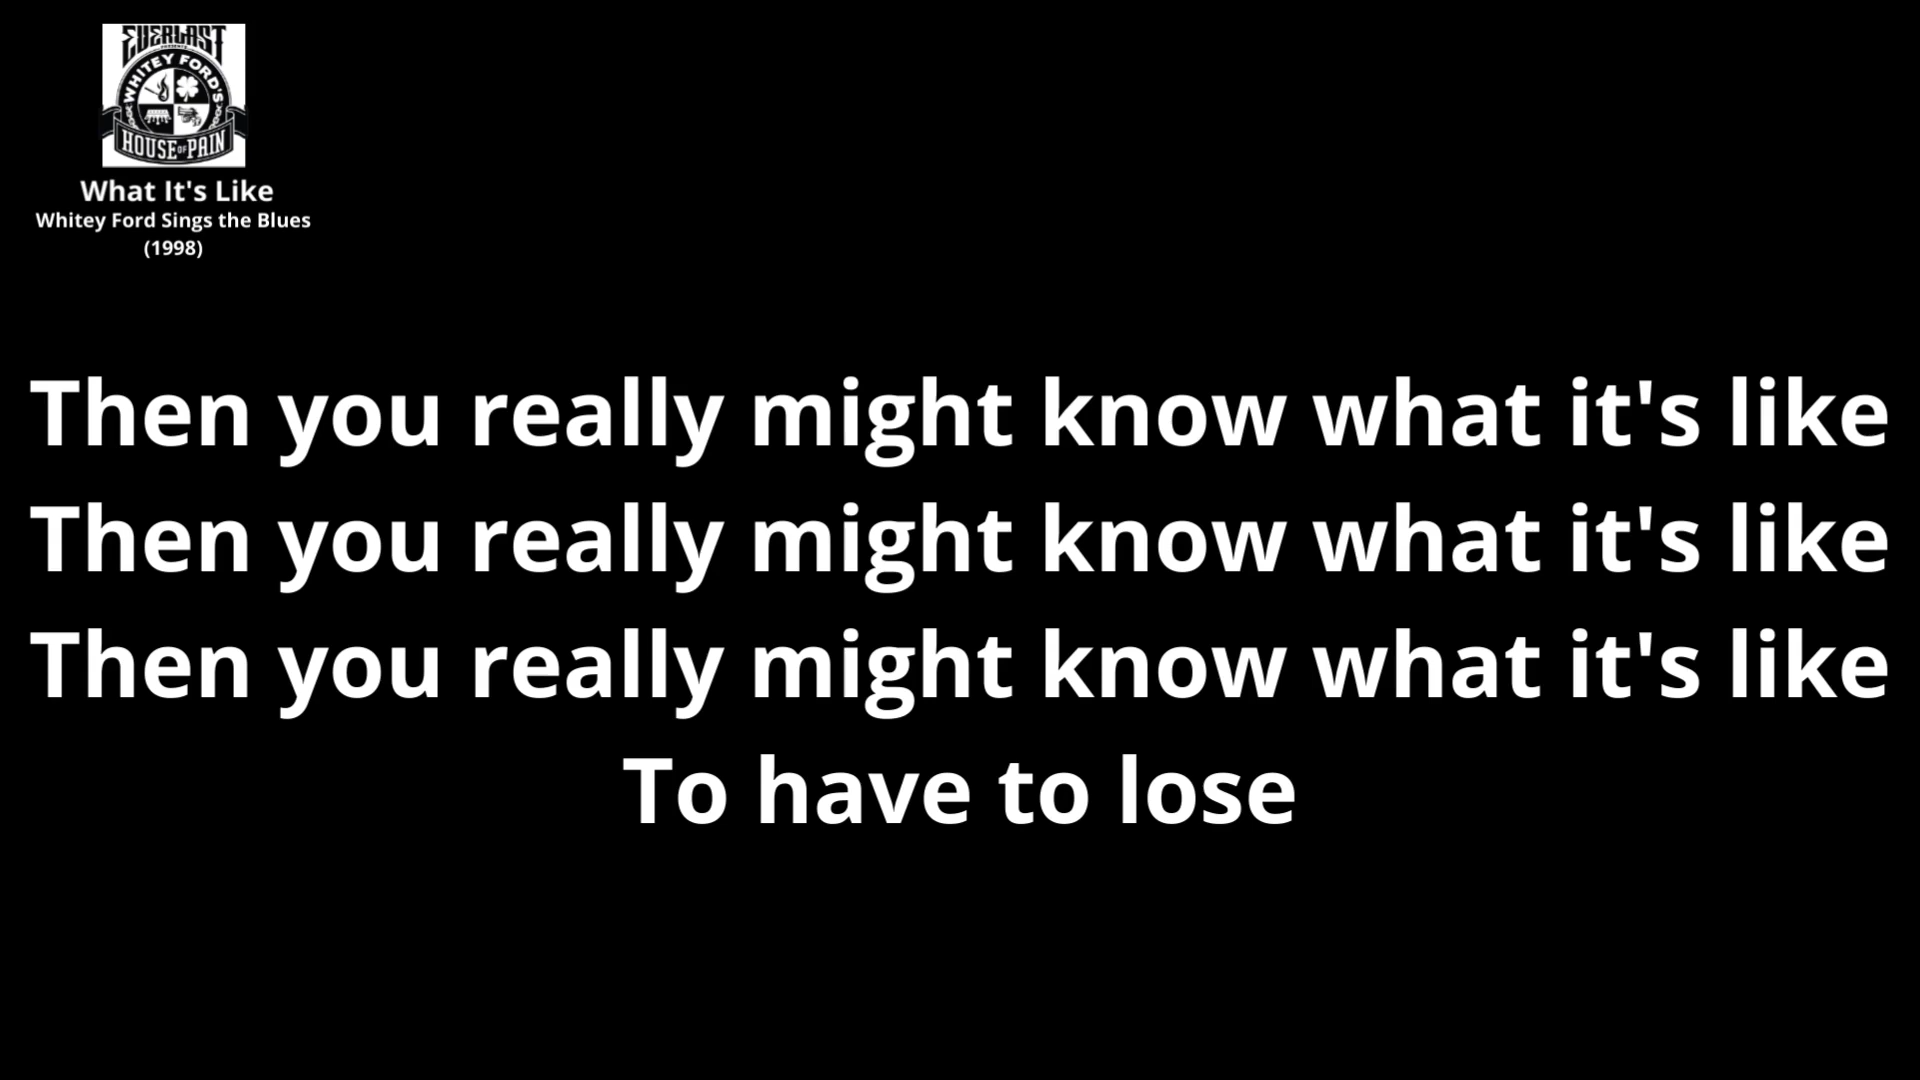 EVERLAST
PRESENTS
WHITEY FORD'S
HOUSE OF PAIN
What It's Like
Whitey Ford Sings the Blues
(1998)
Then you really might know what it's like
Then you really might know what it's like
Then you really might know what it's like
To have to lose